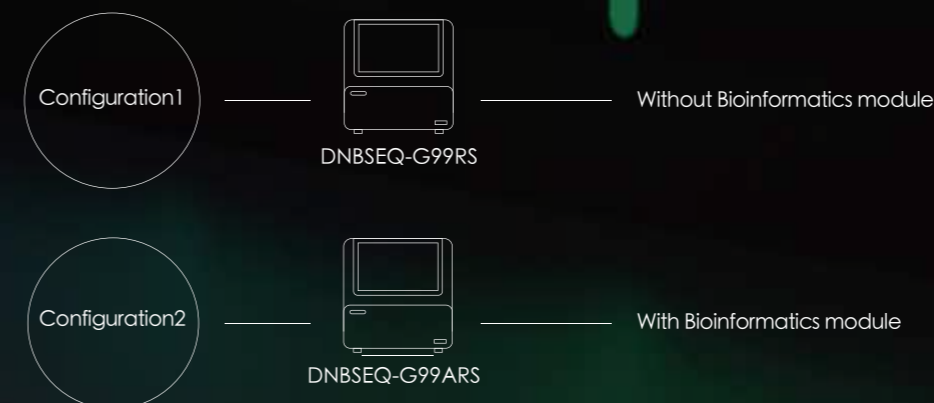 Configuration1
Without Bioinformatics module
DNBSEQ-G99RS
Configuration2
With Bioinformatics module
DNBSEQ-G99ARS